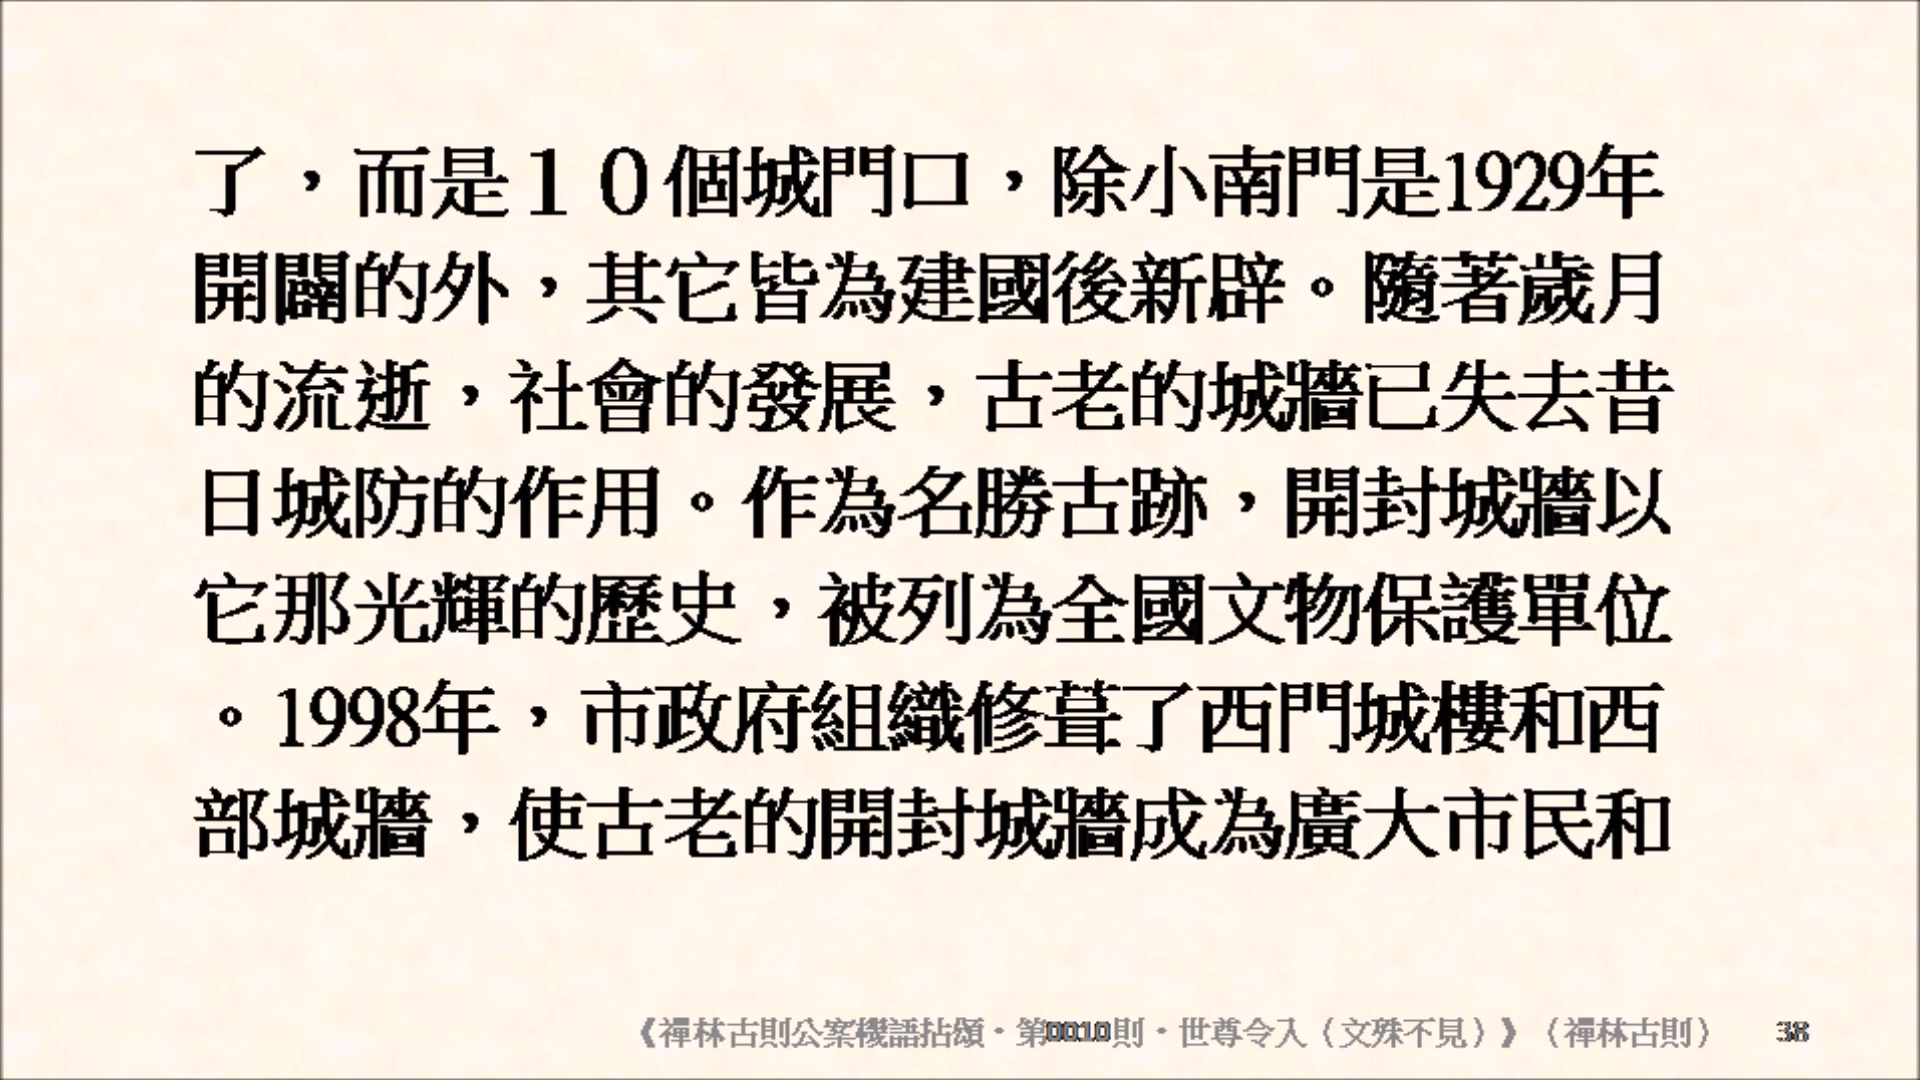 了，而是１０個城門口，除小南門是1929年
開闢的外，其它皆為建國後新辟。隨著歲月
的流逝，社會的發展，古老的城牆已失去昔
日城防的作用。作為名勝古跡，開封城牆以
它那光輝的歷史，被列為全國文物保護單位
。1998年，市政府組織修葺了西門城樓和西
部城牆，使古老的開封城牆成為廣大市民和
《禪林古則公案機語拈頌·第0010則·世尊令入（文殊不見）》（禪林古則） 38